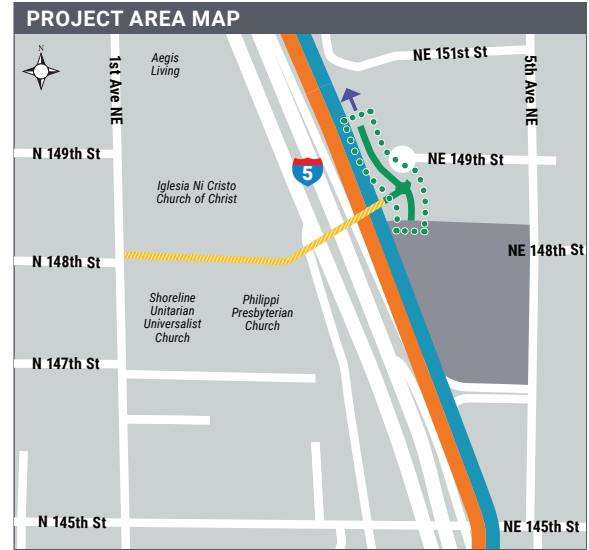 PROJECT AREA MAP
N
Aegis
Living
1st Ave NE
NE 151st St
5th Ave NE
N 149th St
NE 149th St
5
Iglesia Ni Cristo
Church of Christ
N 148th St
NE 148th St
Shoreline
Unitarian
Universalist
Church
Philippi
Presbyterian
Church
N 147th St
N 145th St
NE 145th St